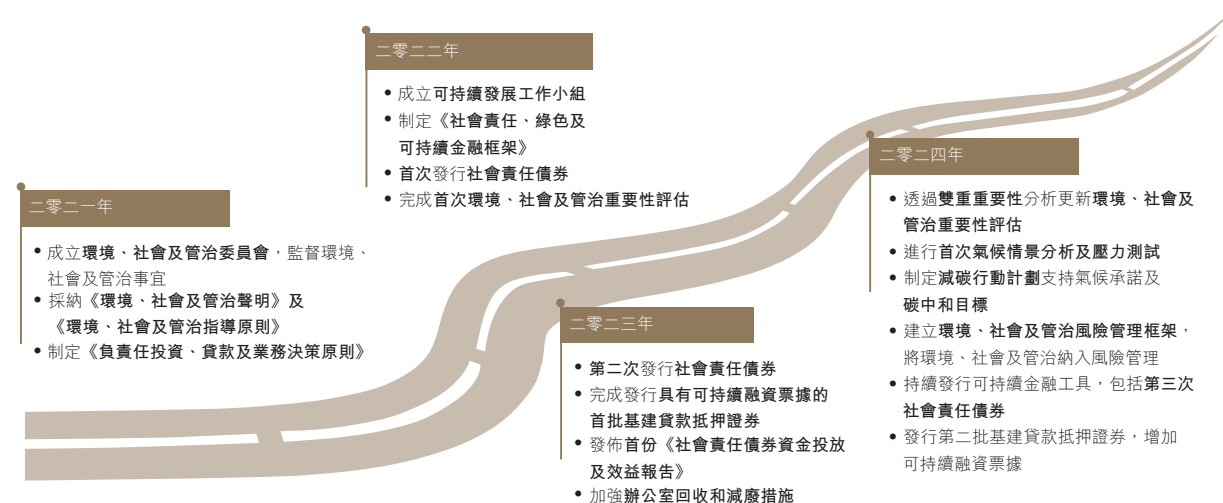 二零二一年
• 成立環境、社會及管治委員會，監督環境、
社會及管治事宜
• 採納《環境、社會及管治聲明》及
《環境、社會及管治指導原則》
• 制定《負責任投資、貸款及業務決策原則》
二零二二年
• 成立可持續發展工作小組
• 制定《社會責任、綠色及
可持續金融框架》
• 首次發行社會責任債券
• 完成首次環境、社會及管治重要性評估
二零二三年
• 第二次發行社會責任債券
• 完成發行具有可持續融資票據的
首批基建貸款抵押證券
• 發佈首份《社會責任債券資金投放
及效益報告》
• 加強辦公室回收和減廢措施
二零二四年
• 透過雙重重要性分析更新環境、社會及
管治重要性評估
• 進行首次氣候情景分析及壓力測試
• 制定減碳行動計劃支持氣候承諾及
碳中和目標
• 建立環境、社會及管治風險管理框架，
將環境、社會及管治納入風險管理
• 持續發行可持續金融工具，包括第三次
社會責任債券
• 發行第二批基建貸款抵押證券，增加
可持續融資票據